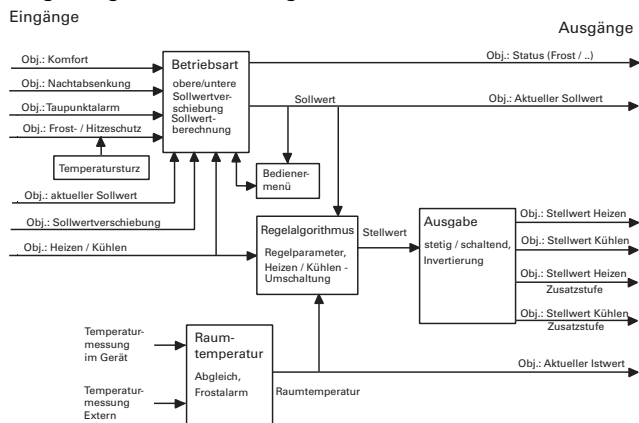 Eingänge
Ausgänge
Obj.: Komfort
Obj.: Nachtabsenkung
Obj.: Taupunktalarm
Obj.: Frost- / Hitzeschutz
Temperatursturz
Obj.: aktueller Sollwert
Obj.: Sollwertverschiebung
Obj.: Heizen / Kühlen
Betriebsart
obere/untere
Sollwertver-
schiebung
Sollwert-
berechnung
Obj.: Status (Frost / ..)
Sollwert
Obj.: Aktueller Sollwert
Bediener-
menü
Regelalgorithmus
Regelparameter,
Heizen / Kühlen -
Umschaltung
Stellwert
Ausgabe
stetig / schaltend,
Invertierung
Obj.: Stellwert Heizen
Obj.: Stellwert Kühlen
Obj.: Stellwert Heizen
Zusatzstufe
Obj.: Stellwert Kühlen
Zusatzstufe
Temperatur-
messung
im Gerät
Temperatur-
messung
Extern
Raum-
temperatur
Abgleich,
Frostalarm
Raumtemperatur
Obj.: Aktueller Istwert